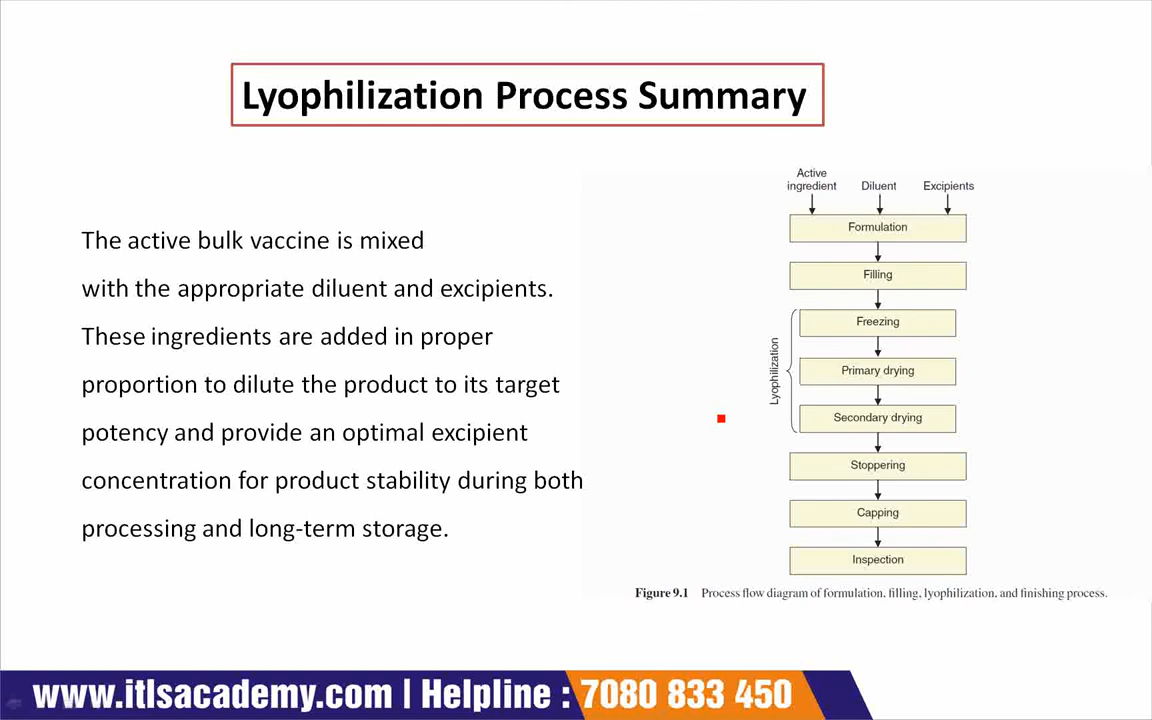 Lyophilization Process Summary
The active bulk vaccine is mixed
with the appropriate diluent and excipients.
These ingredients are added in proper
proportion to dilute the product to its target
potency and provide an optimal excipient
concentration for product stability during both
processing and long-term storage.
Active
ingredient
Diluent
Excipients
Formulation
Filling
Freezing
Primary drying
Secondary drying
Lyophilization
Stoppering
Capping
Inspection
Figure 9.1 Process flow diagram of formulation, filling, lyophilization, and finishing process.
www.itlsacademy.com | Helpline : 7080 833 450